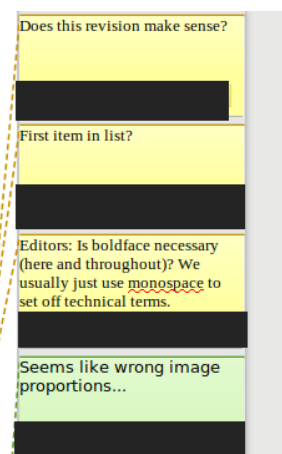 Does this revision make sense?
First item in list?
Editors: Is boldface necessary
(here and throughout)? We
usually just use monospace to
set off technical terms.
Seems like wrong image
proportions...